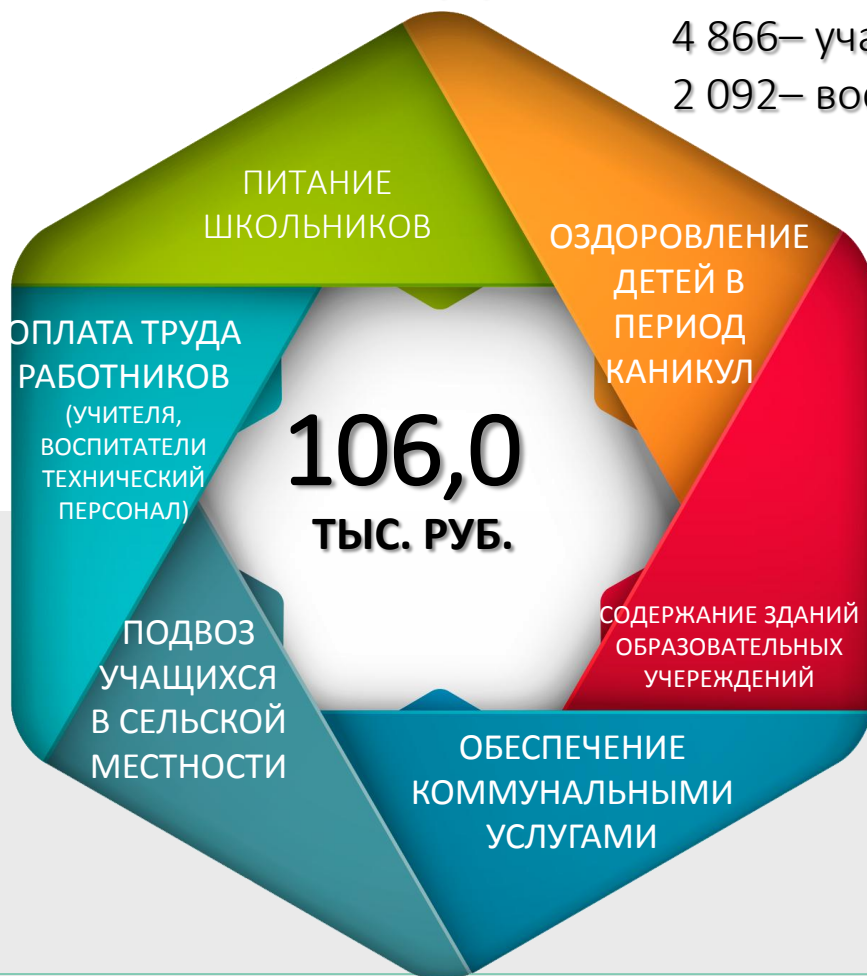 4 866– уча
2 092– вос
ПИТАНИЕ
ШКОЛЬНИКОВ
ОЗДОРОВЛЕНИЕ
ДЕТЕЙ В
ПЕРИОД
КАНИКУЛ
ОПЛАТА ТРУДА
РАБОТНИКОВ
(УЧИТЕЛЯ,
ВОСПИТАТЕЛИ
ТЕХНИЧЕСКИЙ
ПЕРСОНАЛ)
106,0
ТЫС. РУБ.
СОДЕРЖАНИЕ ЗДАНИЙ
ОБРАЗОВАТЕЛЬНЫХ
УЧЕРЕЖДЕНИЙ
ПОДВОЗ
УЧАЩИХСЯ
В СЕЛЬСКОЙ
МЕСТНОСТИ
ОБЕСПЕЧЕНИЕ
КОММУНАЛЬНЫМИ
УСЛУГАМИ